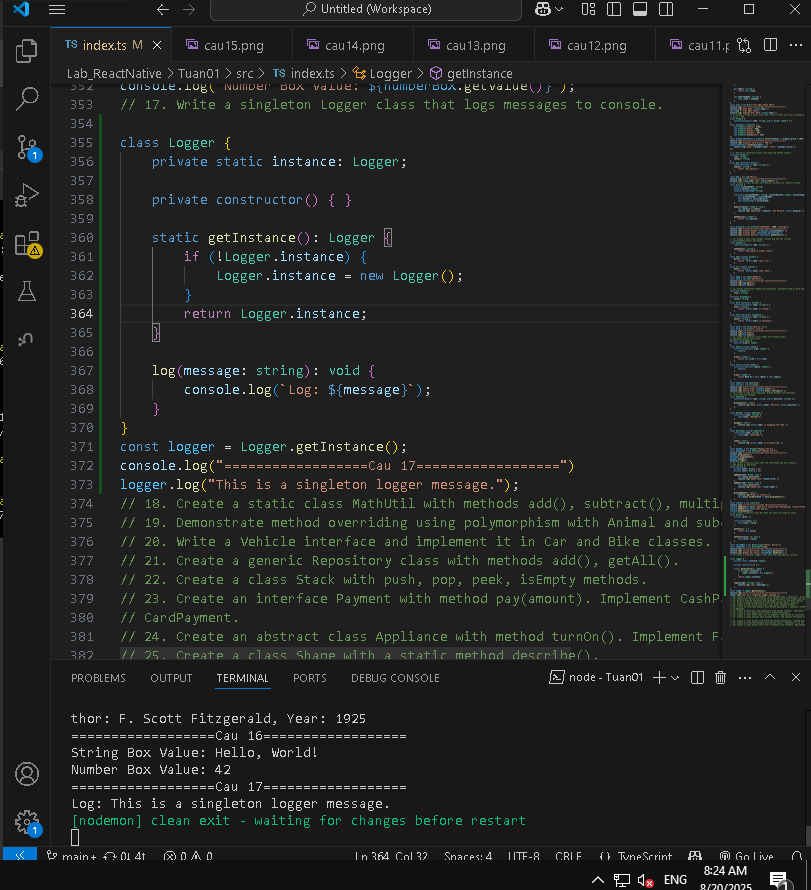 Untitled (Workspace)
TS index.ts M
cau15.png
cau14.png
cau13.png
cau12.png
cau11.p
Lab_ReactNative > Tuan01 > src > TS index.ts > Logger > getInstance
352 console.log(`Number Box Value: ${numberBox.getValue()}`);
353 // 17. Write a singleton Logger class that logs messages to console.
354
355 class Logger {
356 private static instance: Logger;
357
358 private constructor() { }
359
360 static getInstance(): Logger {
361 if (!Logger.instance) {
362 Logger.instance = new Logger();
363 }
364 return Logger.instance;
365 }
366
367 log(message: string): void {
368 console.log(`Log: ${message}`);
369 }
370 }
371 const logger = Logger.getInstance();
372 console.log("==================Cau 17==================")
373 logger.log("This is a singleton logger message.");
374 // 18. Create a static class MathUtil with methods add(), subtract(), multip
375 // 19. Demonstrate method overriding using polymorphism with Animal and sub
376 // 20. Write a Vehicle interface and implement it in Car and Bike classes.
377 // 21. Create a generic Repository class with methods add(), getAll().
378 // 22. Create a class Stack with push, pop, peek, isEmpty methods.
379 // 23. Create an interface Payment with method pay(amount). Implement CashP
380 // CardPayment.
381 // 24. Create an abstract class Appliance with method turnOn(). Implement F
382 // 25. Create a class Shape with a static method describe().
PROBLEMS OUTPUT TERMINAL PORTS DEBUG CONSOLE
node - Tuan01
thor: F. Scott Fitzgerald, Year: 1925
==================Cau 16==================
String Box Value: Hello, World!
Number Box Value: 42
==================Cau 17==================
Log: This is a singleton logger message.
[nodemon] clean exit - waiting for changes before restart
main+ 0↓ 4↑ 0 0 Ln 364, Col 32 Spaces: 4 UTF-8 CRLF {} TypeScript Go Live
ENG
8:24 AM
8/20/2025
1
1